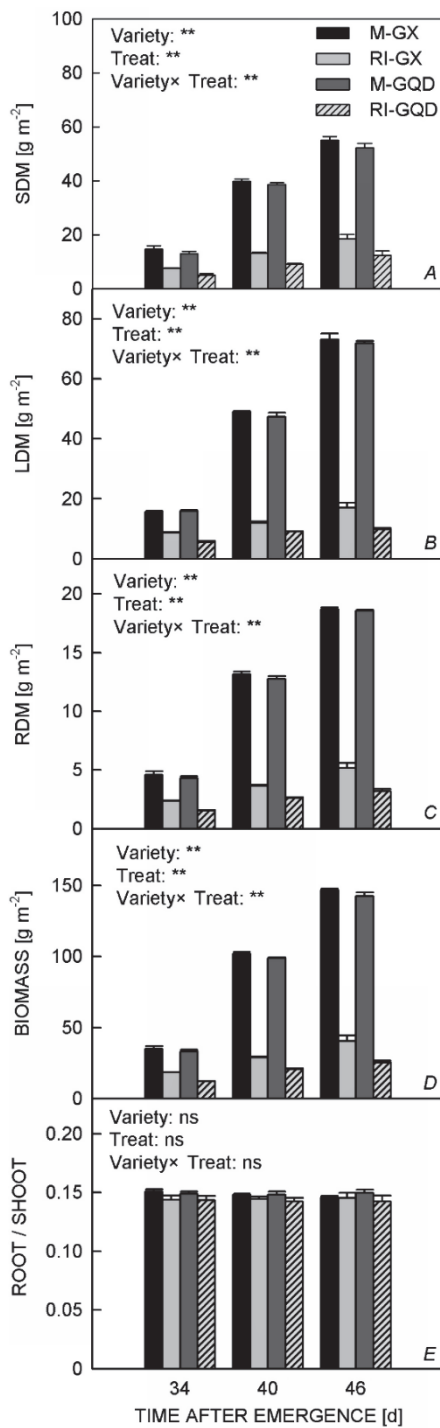 100
80
60
40
20
0
SDM [g m-2]
Variety: **
Treat: **
Variety× Treat: **
M-GX
RI-GX
M-GQD
RI-GQD
A
80
60
40
20
0
LDM [g m-2]
Variety: **
Treat: **
Variety× Treat: **
B
20
15
10
5
0
RDM [g m-2]
Variety: **
Treat: **
Variety× Treat: **
C
150
100
50
0
BIOMASS [g m-2]
Variety: **
Treat: **
Variety× Treat: **
D
0.20
0.15
0.10
0.05
0
ROOT / SHOOT
Variety: ns
Treat: ns
Variety× Treat: ns
E
34 40 46
TIME AFTER EMERGENCE [d]